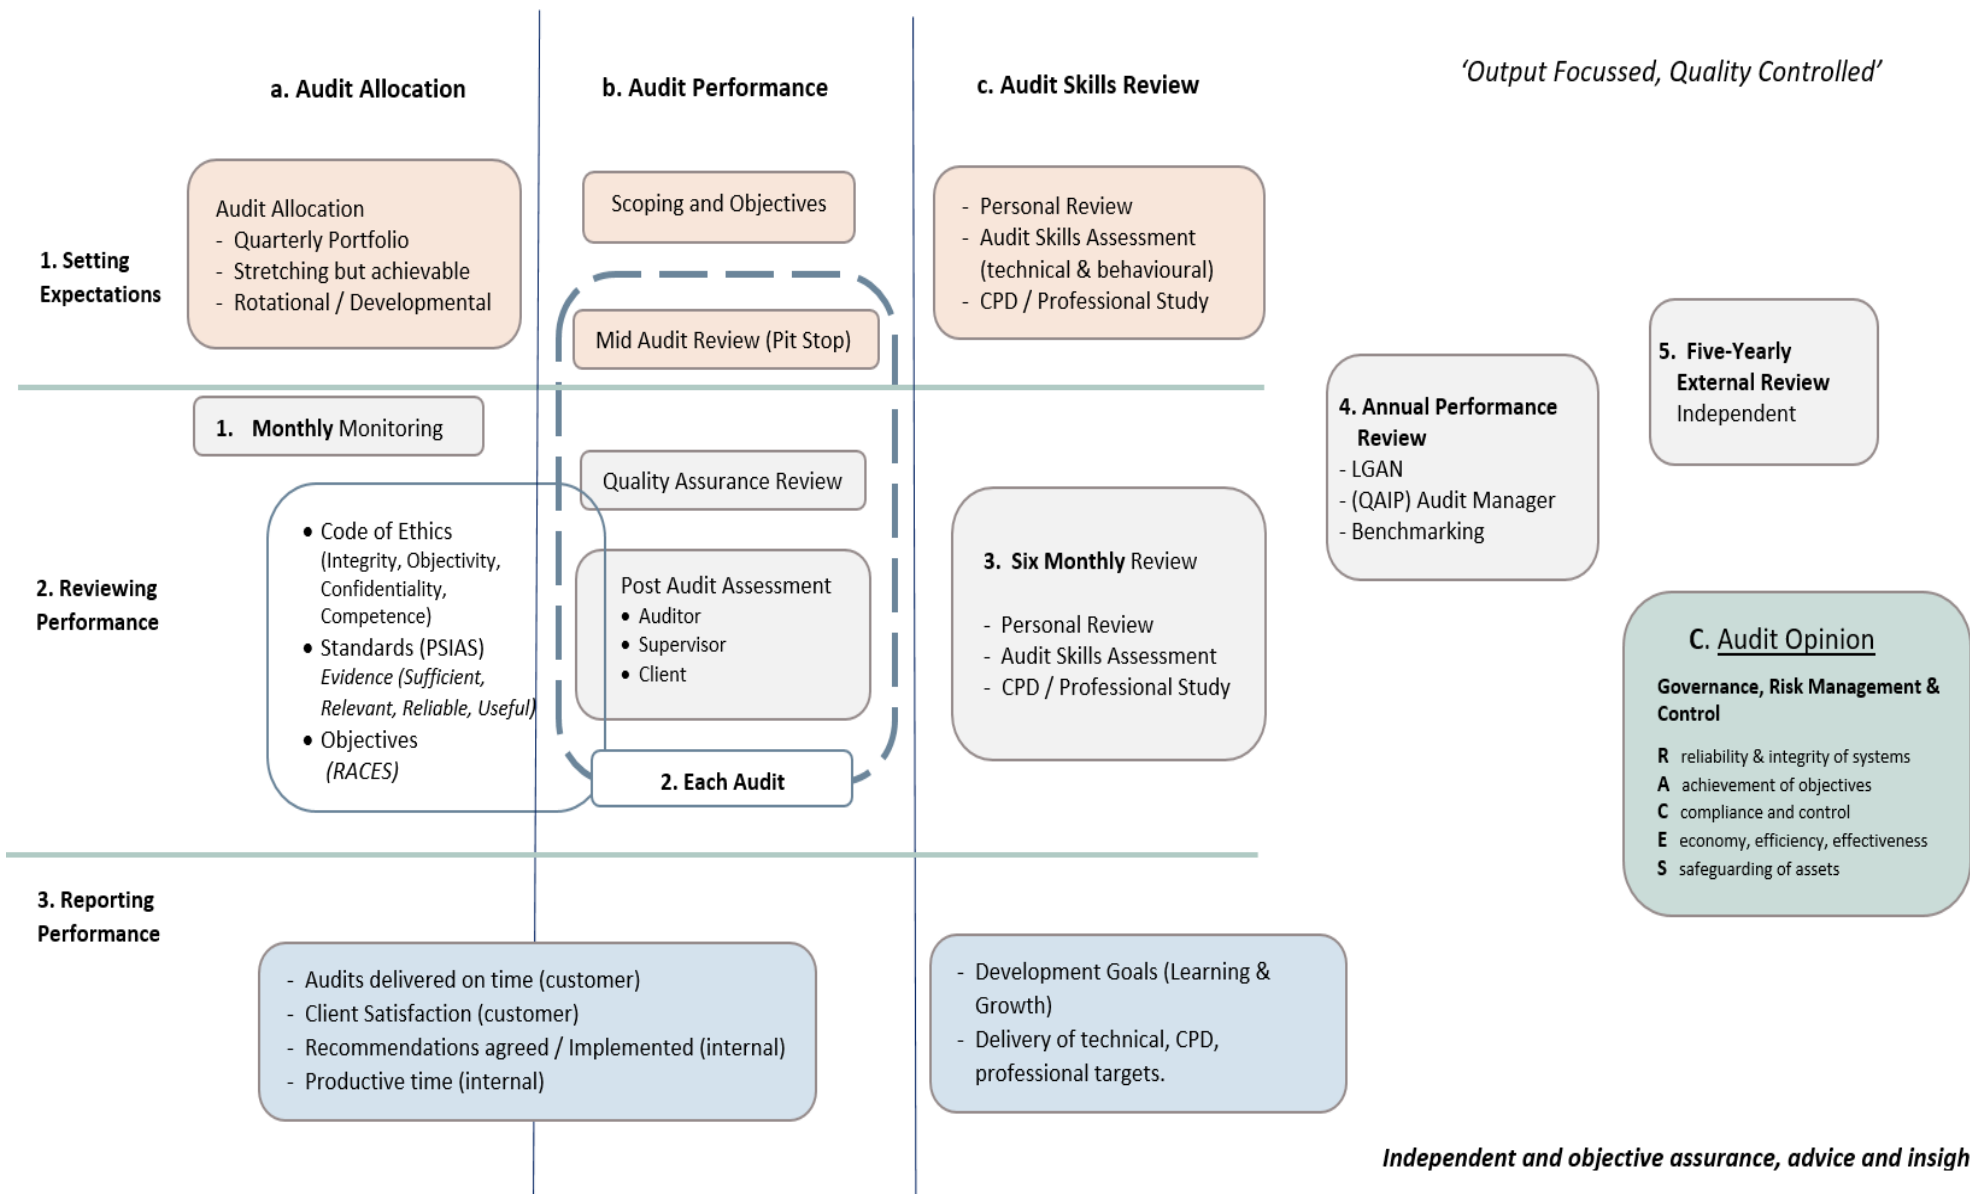 a. Audit Allocation
b. Audit Performance
c. Audit Skills Review
‘Output Focussed, Quality Controlled’
1. Setting
Expectations
Audit Allocation
- Quarterly Portfolio
- Stretching but achievable
- Rotational / Developmental
Scoping and Objectives
Mid Audit Review (Pit Stop)
- Personal Review
- Audit Skills Assessment
(technical & behavioural)
- CPD / Professional Study
2. Reviewing
Performance
1. Monthly Monitoring
• Code of Ethics
(Integrity, Objectivity,
Confidentiality,
Competence)
• Standards (PSIAS)
Evidence (Sufficient,
Relevant, Reliable, Useful)
• Objectives
(RACES)
Quality Assurance Review
Post Audit Assessment
• Auditor
• Supervisor
• Client
2. Each Audit
3. Six Monthly Review
- Personal Review
- Audit Skills Assessment
- CPD / Professional Study
4. Annual Performance
Review
- LGAN
- (QAIP) Audit Manager
- Benchmarking
5. Five-Yearly
External Review
Independent
C. Audit Opinion
Governance, Risk Management &
Control
R reliability & integrity of systems
A achievement of objectives
C compliance and control
E economy, efficiency, effectiveness
S safeguarding of assets
3. Reporting
Performance
- Audits delivered on time (customer)
- Client Satisfaction (customer)
- Recommendations agreed / Implemented (internal)
- Productive time (internal)
- Development Goals (Learning &
Growth)
- Delivery of technical, CPD,
professional targets.
Independent and objective assurance, advice and insigh